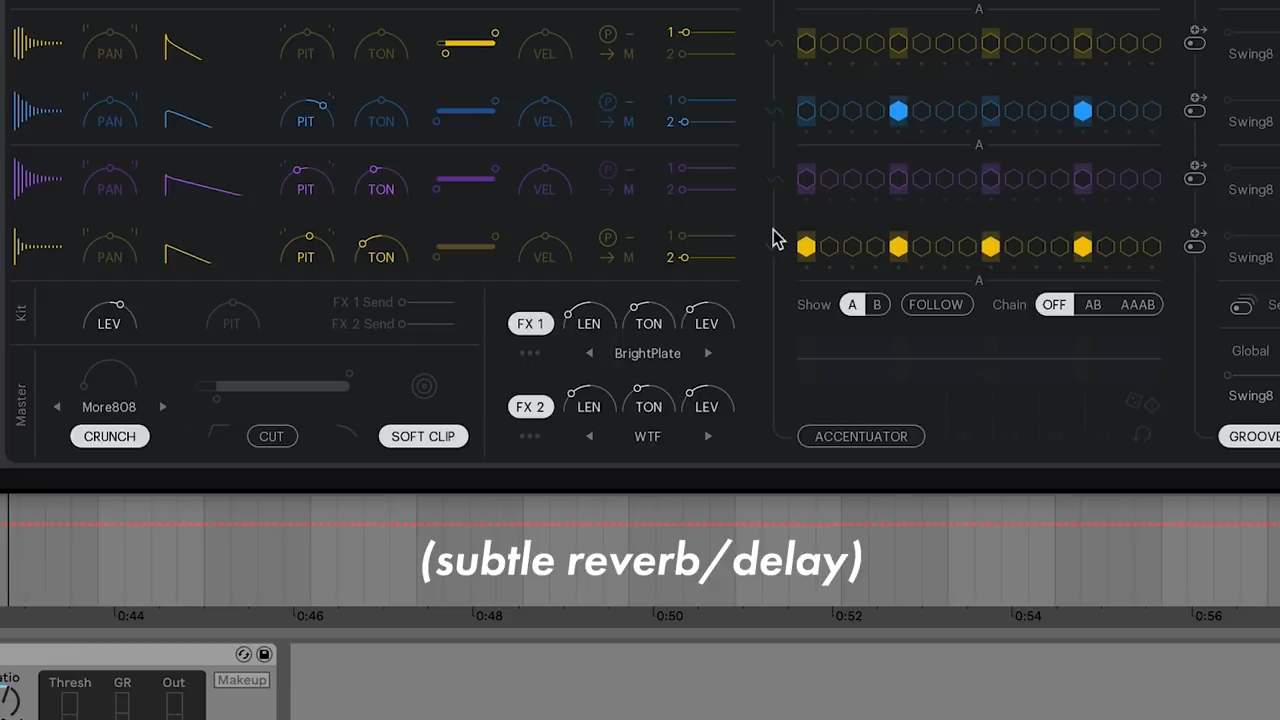 A
PAN PIT TON VEL P – → M 1 2 Swing8
PAN PIT TON VEL P – → M 1 2 Swing8
A
PAN PIT TON VEL P – → M 1 2 Swing8
PAN PIT TON VEL P – → M 1 2 Swing8
A
Kit LEV PIT FX 1 Send FX 2 Send
FX 1 LEN TON LEV
BrightPlate
Show A B FOLLOW Chain OFF AB AAAB
Global
Swing8
Master
More808
CRUNCH CUT SOFT CLIP
FX 2 LEN TON LEV
WTF
ACCENTUATOR
GROOVE
(subtle reverb/delay)
0:44 0:46 0:48 0:50 0:52 0:54 0:56
Thresh GR Out Makeup